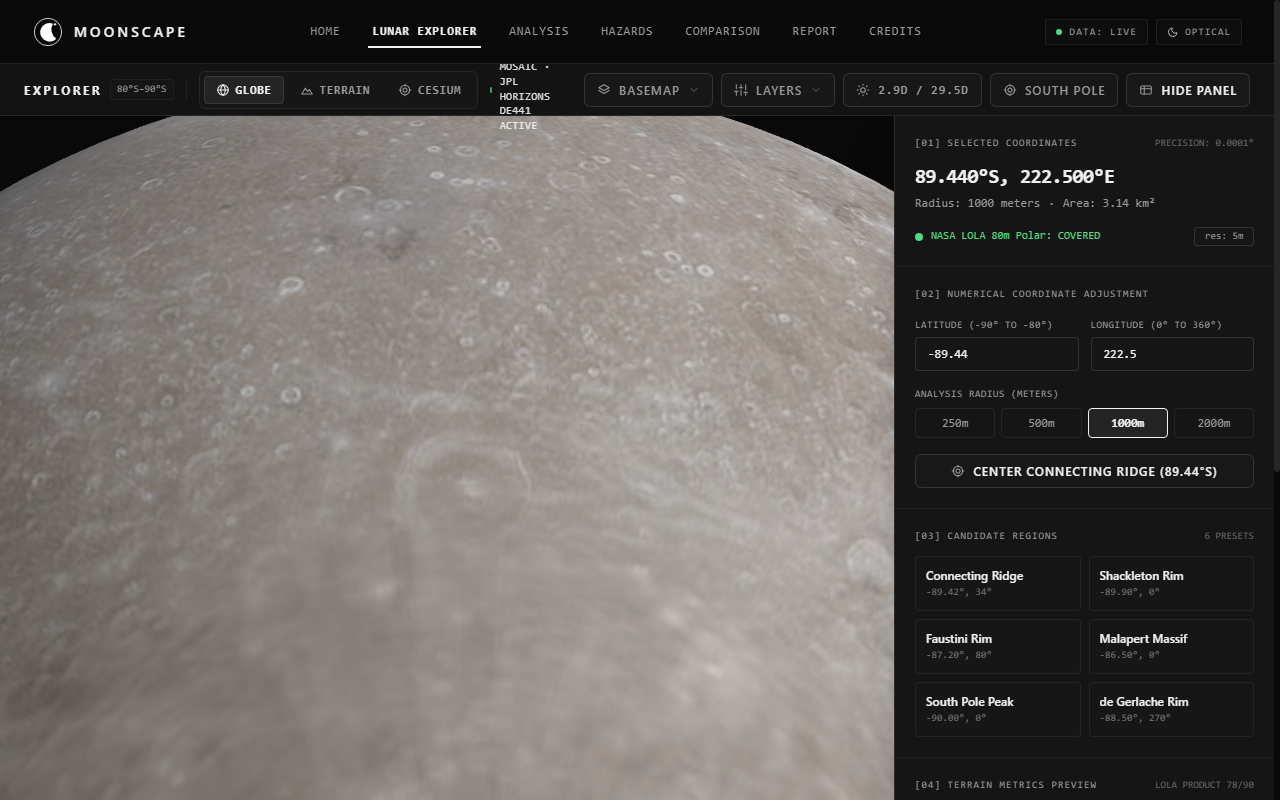 MOONSCAPE
HOME LUNAR EXPLORER ANALYSIS HAZARDS COMPARISON REPORT CREDITS
DATA: LIVE OPTICAL
EXPLORER 80°S–90°S
GLOBE TERRAIN CESIUM
MOSAIC ·
JPL
HORIZONS
DE441
ACTIVE
BASEMAP LAYERS 2.9D / 29.5D SOUTH POLE HIDE PANEL
[01] SELECTED COORDINATES PRECISION: 0.0001°
89.440°S, 222.500°E
Radius: 1000 meters · Area: 3.14 km²
NASA LOLA 80m Polar: COVERED res: 5m
[02] NUMERICAL COORDINATE ADJUSTMENT
LATITUDE (-90° TO -80°) LONGITUDE (0° TO 360°)
-89.44 222.5
ANALYSIS RADIUS (METERS)
250m 500m 1000m 2000m
CENTER CONNECTING RIDGE (89.44°S)
[03] CANDIDATE REGIONS 6 PRESETS
Connecting Ridge Shackleton Rim
-89.42°, 34° -89.90°, 0°
Faustini Rim Malapert Massif
-87.20°, 80° -86.50°, 0°
South Pole Peak de Gerlache Rim
-90.00°, 0° -88.50°, 270°
[04] TERRAIN METRICS PREVIEW LOLA PRODUCT 78/90